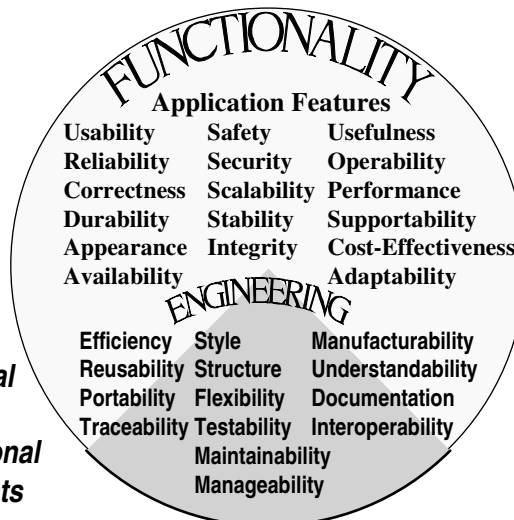 FUNCTIONALITY
Application Features
Usability Safety Usefulness
Reliability Security Operability
Correctness Scalability Performance
Durability Stability Supportability
Appearance Integrity Cost-Effectiveness
Availability Adaptability
ENGINEERING
Efficiency Style Manufacturability
Reusability Structure Understandability
Portability Flexibility Documentation
Traceability Testability Interoperability
Maintainability
Manageability